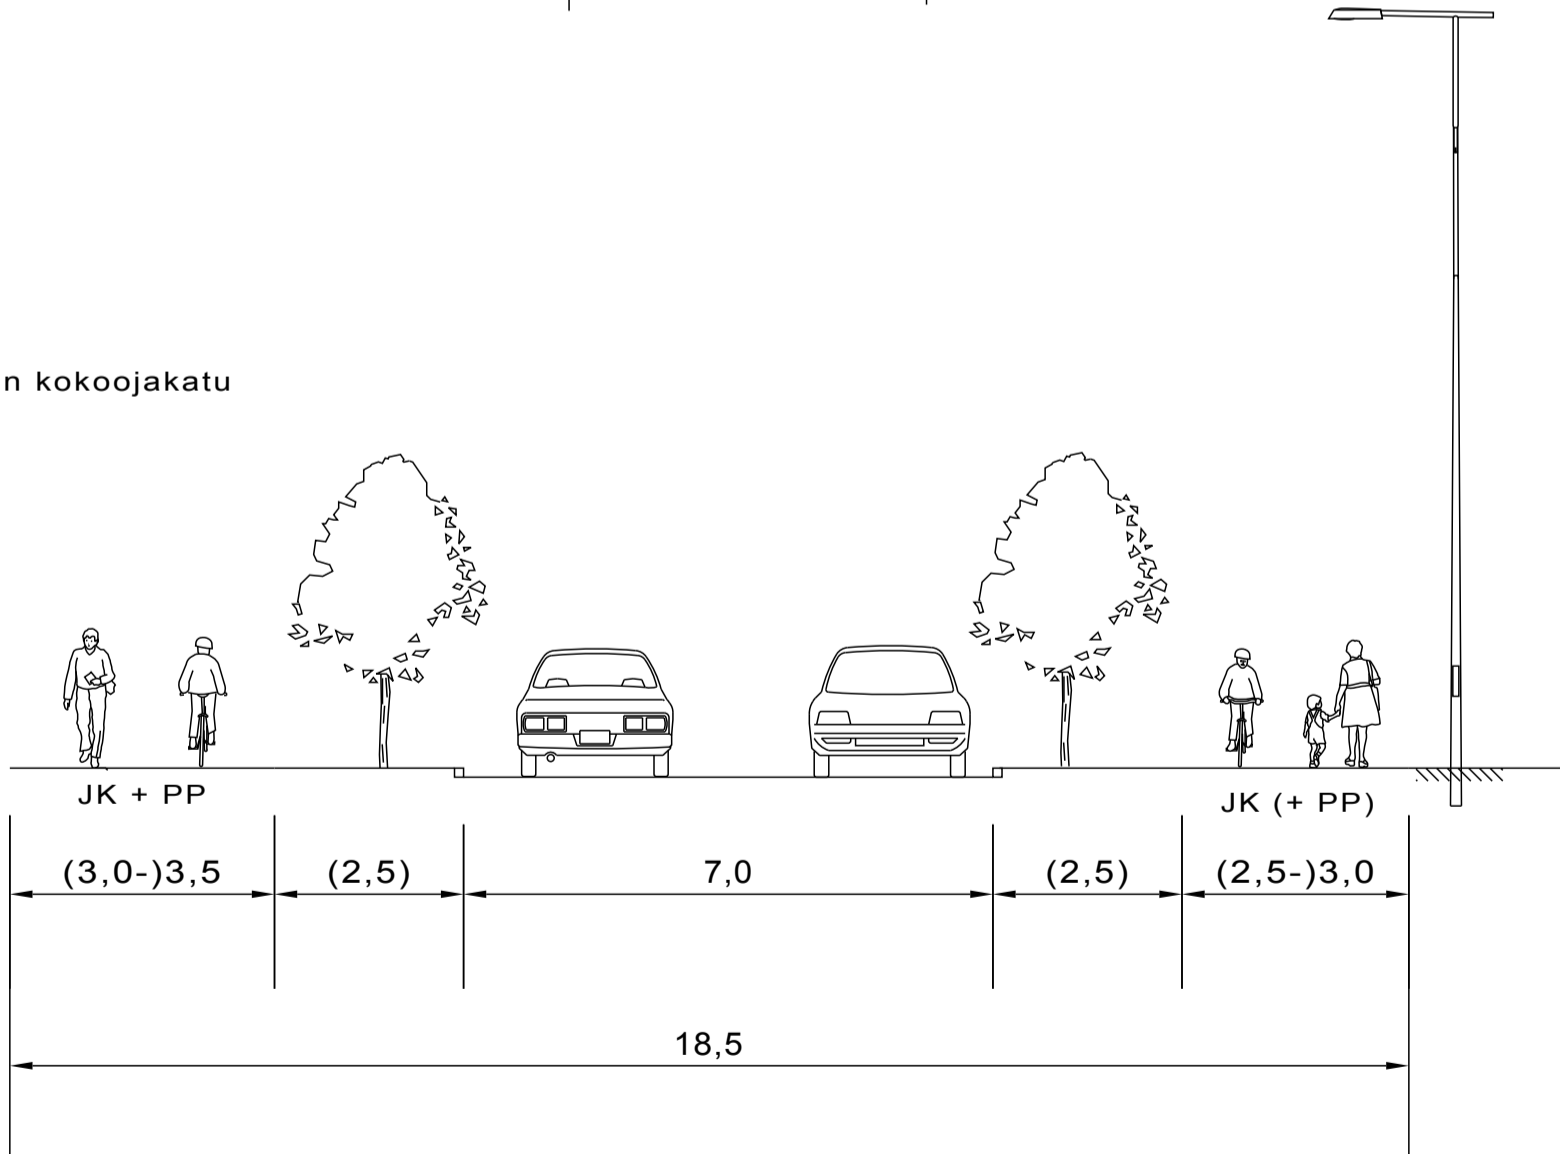 n kokoojakatu
JK + PP
JK (+ PP)
(3,0-)3,5
(2,5)
7,0
(2,5)
(2,5-)3,0
18,5